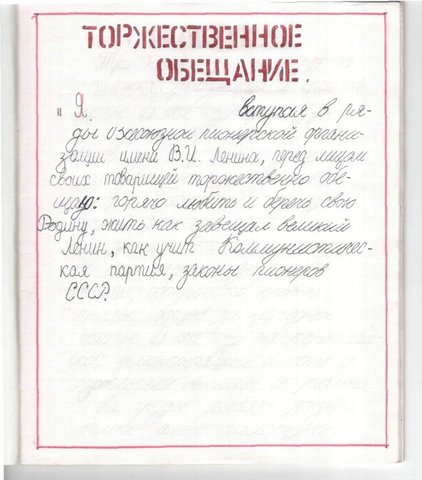 ТОРЖЕСТВЕННОЕ
ОБЕЩАНИЕ.
"Я, вступая в ря-
ды Всесоюзной пионерской органи-
зации имени В.И. Ленина, перед лицом
своих товарищей торжественно обе-
щаю: горячо любить и беречь свою
Родину, жить как завещал великий
Ленин, как учит Коммунистичес-
кая партия, законы пионеров
СССР.